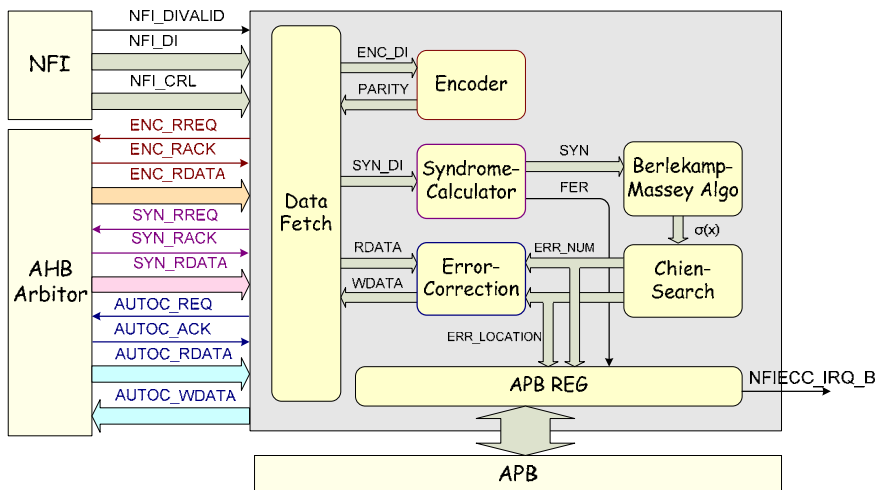 NFI
NFI_DIVALID
NFI_DI
NFI_CRL
AHB
Arbitor
ENC_RREQ
ENC_RACK
ENC_RDATA
SYN_RREQ
SYN_RACK
SYN_RDATA
AUTOC_REQ
AUTOC_ACK
AUTOC_RDATA
AUTOC_WDATA
Data
Fetch
ENC_DI
PARITY
Encoder
SYN_DI
Syndrome-
Calculator
SYN
FER
Berlekamp-
Massey Algo
σ(x)
RDATA
WDATA
Error-
Correction
ERR_NUM
Chien-
Search
ERR_LOCATION
APB REG
NFIECC_IRQ_B
APB